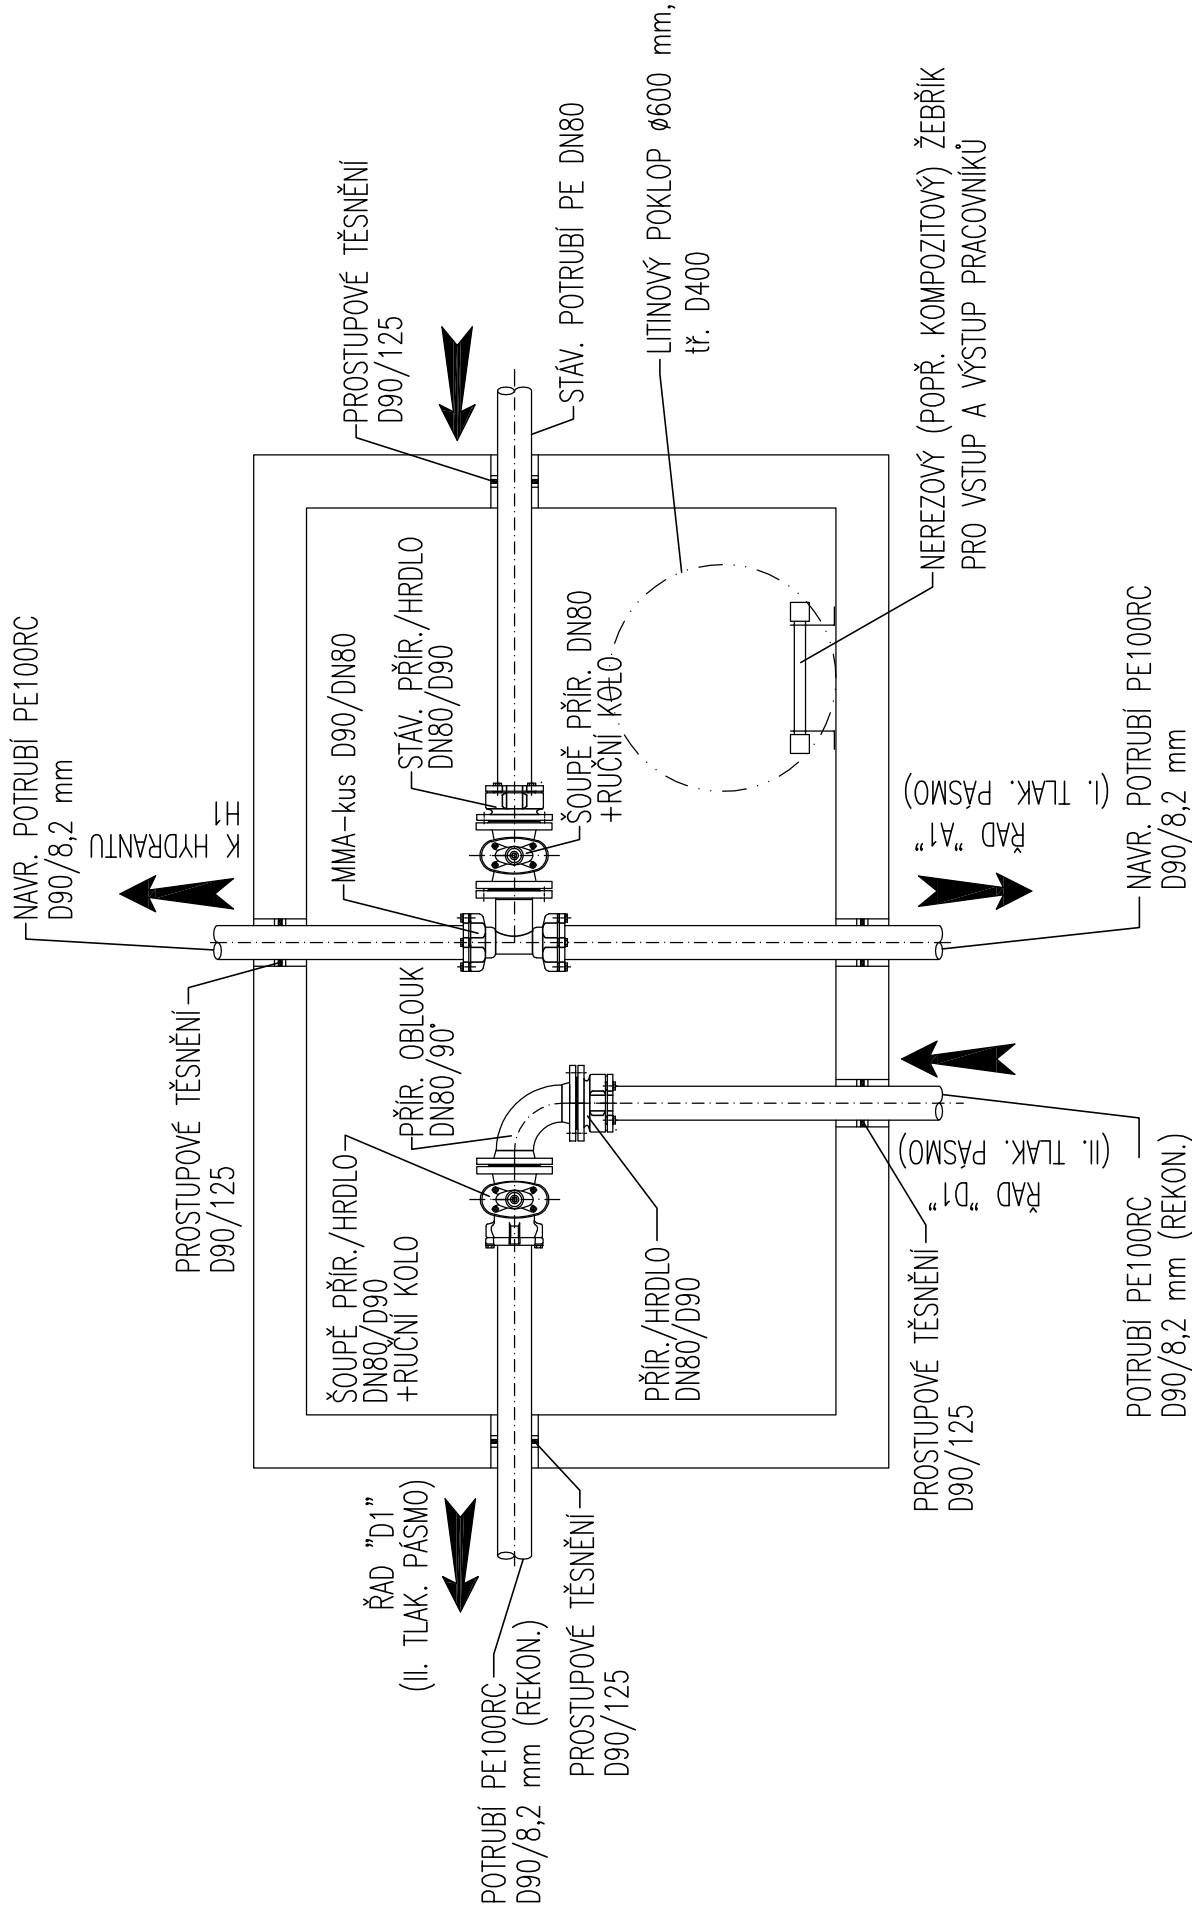 NAVR. POTRUBÍ PE100RC
D90/8,2 mm
K HYDRANTU
H1
PROSTUPOVÉ TĚSNĚNÍ
D90/125
MMA-kus D90/DN80
STÁV. PŘÍR./HRDLO
DN80/D90
ŠOUPĚ PŘÍR. DN80
+RUČNÍ KOLO
PROSTUPOVÉ TĚSNĚNÍ
D90/125
STÁV. POTRUBÍ PE DN80
LITINOVÝ POKLOP ø600 mm,
tř. D400
NEREZOVÝ (POPŘ. KOMPOZITOVÝ) ŽEBŘÍK
PRO VSTUP A VÝSTUP PRACOVNÍKŮ
ŠOUPĚ PŘÍR./HRDLO
DN80/D90
+RUČNÍ KOLO
PŘÍR. OBLOUK
DN80/90°
PŘÍR./HRDLO
DN80/D90
ŘAD "A1"
(I. TLAK. PÁSMO)
NAVR. POTRUBÍ PE100RC
D90/8,2 mm
ŘAD "D1"
(II. TLAK. PÁSMO)
PROSTUPOVÉ TĚSNĚNÍ
D90/125
POTRUBÍ PE100RC
D90/8,2 mm (REKON.)
ŘAD "D1"
(II. TLAK. PÁSMO)
POTRUBÍ PE100RC
D90/8,2 mm (REKON.)
PROSTUPOVÉ TĚSNĚNÍ
D90/125